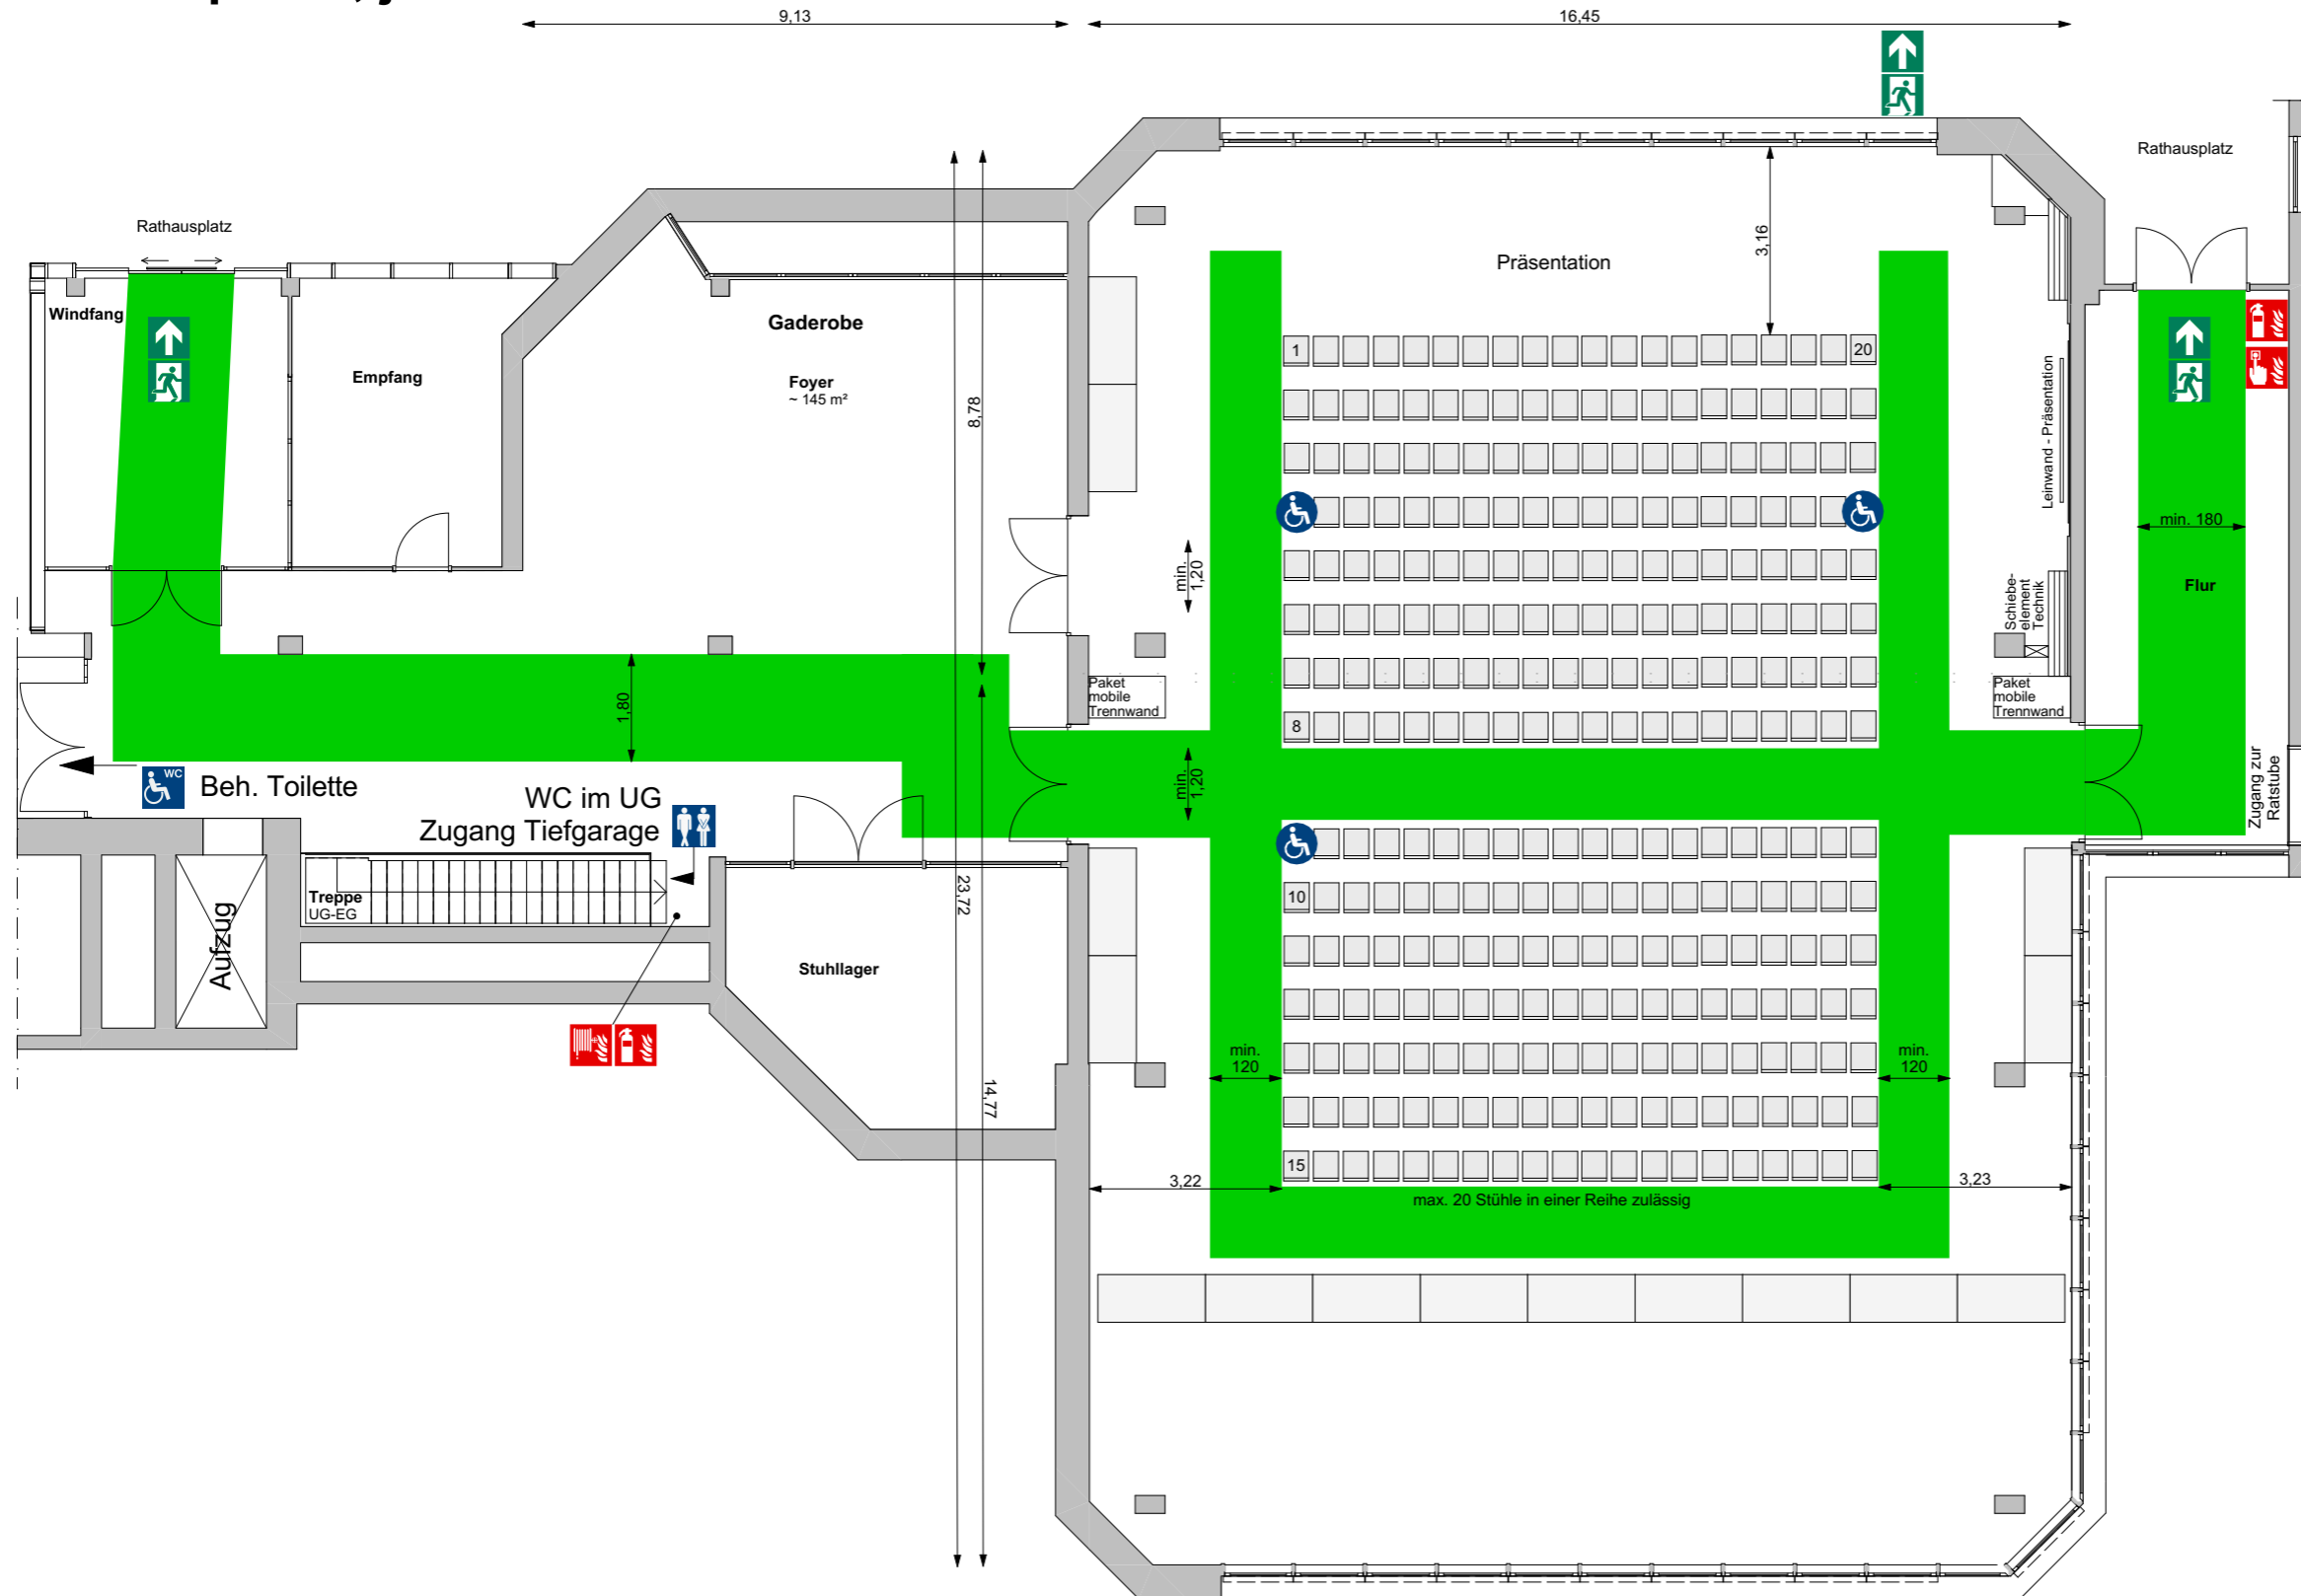 9,13
16,45
Rathausplatz
Rathausplatz
Windfang
Empfang
Gaderobe
Foyer
~ 145 m²
8,78
Präsentation
3,16
1
20
Leinwand - Präsentation
min. 180
Flur
min.
1,20
Schiebe-
element
Technik
Paket
mobile
Trennwand
Paket
mobile
Trennwand
1,80
8
min.
1,20
Zugang zur
Ratstube
WC
Beh. Toilette
WC im UG
Zugang Tiefgarage
Treppe
UG-EG
Aufzug
23,72
10
Stuhllager
14,77
min.
120
min.
120
15
3,22
3,23
max. 20 Stühle in einer Reihe zulässig